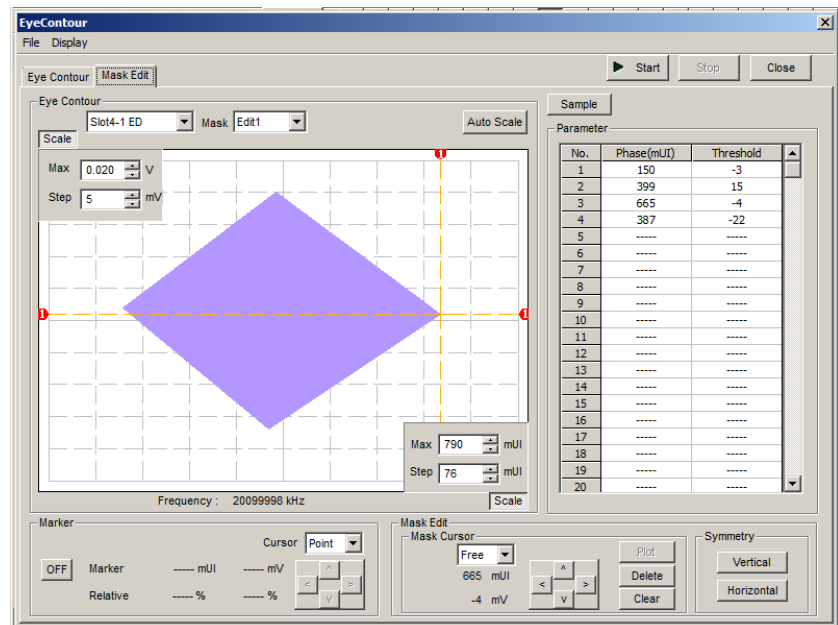 EyeContour
File Display
Eye Contour Mask Edit
Start Stop Close
Eye Contour
Slot4-1 ED Mask Edit1 Auto Scale
Scale
Max 0.020 V
Step 5 mV
1
1 1
Max 790 mUI
Step 76 mUI
Frequency : 20099998 kHz Scale
Sample
Parameter
No. Phase(mUI) Threshold
1 150 -3
2 399 15
3 665 -4
4 387 -22
5 ----- -----
6 ----- -----
7 ----- -----
8 ----- -----
9 ----- -----
10 ----- -----
11 ----- -----
12 ----- -----
13 ----- -----
14 ----- -----
15 ----- -----
16 ----- -----
17 ----- -----
18 ----- -----
19 ----- -----
20 ----- -----
Marker
Cursor Point
OFF Marker ----- mUI ----- mV
Relative ----- % ----- %
Mask Edit
Mask Cursor
Free
665 mUI
-4 mV
Plot
Delete
Clear
Symmetry
Vertical
Horizontal